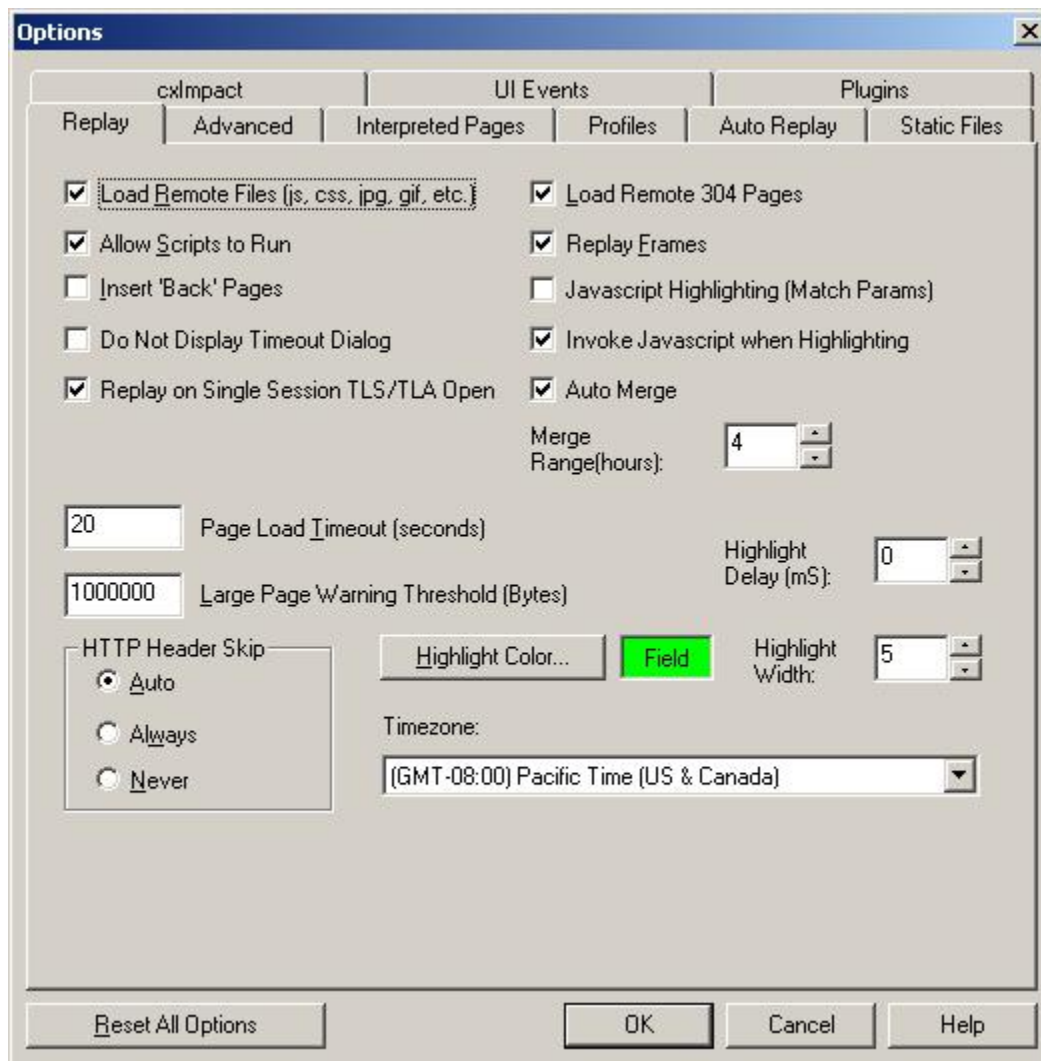 Options
cxImpact UI Events Plugins
Replay Advanced Interpreted Pages Profiles Auto Replay Static Files
Load Remote Files (js, css, jpg, gif, etc.) Load Remote 304 Pages
Allow Scripts to Run Replay Frames
Insert 'Back' Pages Javascript Highlighting (Match Params)
Do Not Display Timeout Dialog Invoke Javascript when Highlighting
Replay on Single Session TLS/TLA Open Auto Merge
Merge
Range(hours): 4
20 Page Load Timeout (seconds)
Highlight
Delay (mS): 0
1000000 Large Page Warning Threshold (Bytes)
HTTP Header Skip
Highlight Color... Field
Highlight
Width: 5
Auto
Always
Never
Timezone:
(GMT-08:00) Pacific Time (US & Canada)
Reset All Options OK Cancel Help